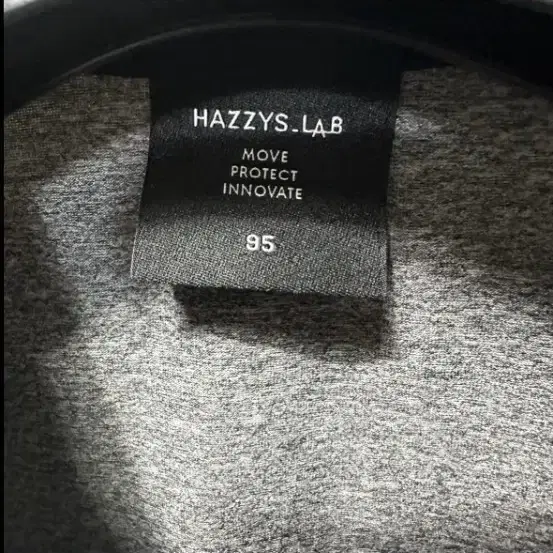 HAZZYS_LAB
MOVE
PROTECT
INNOVATE
95